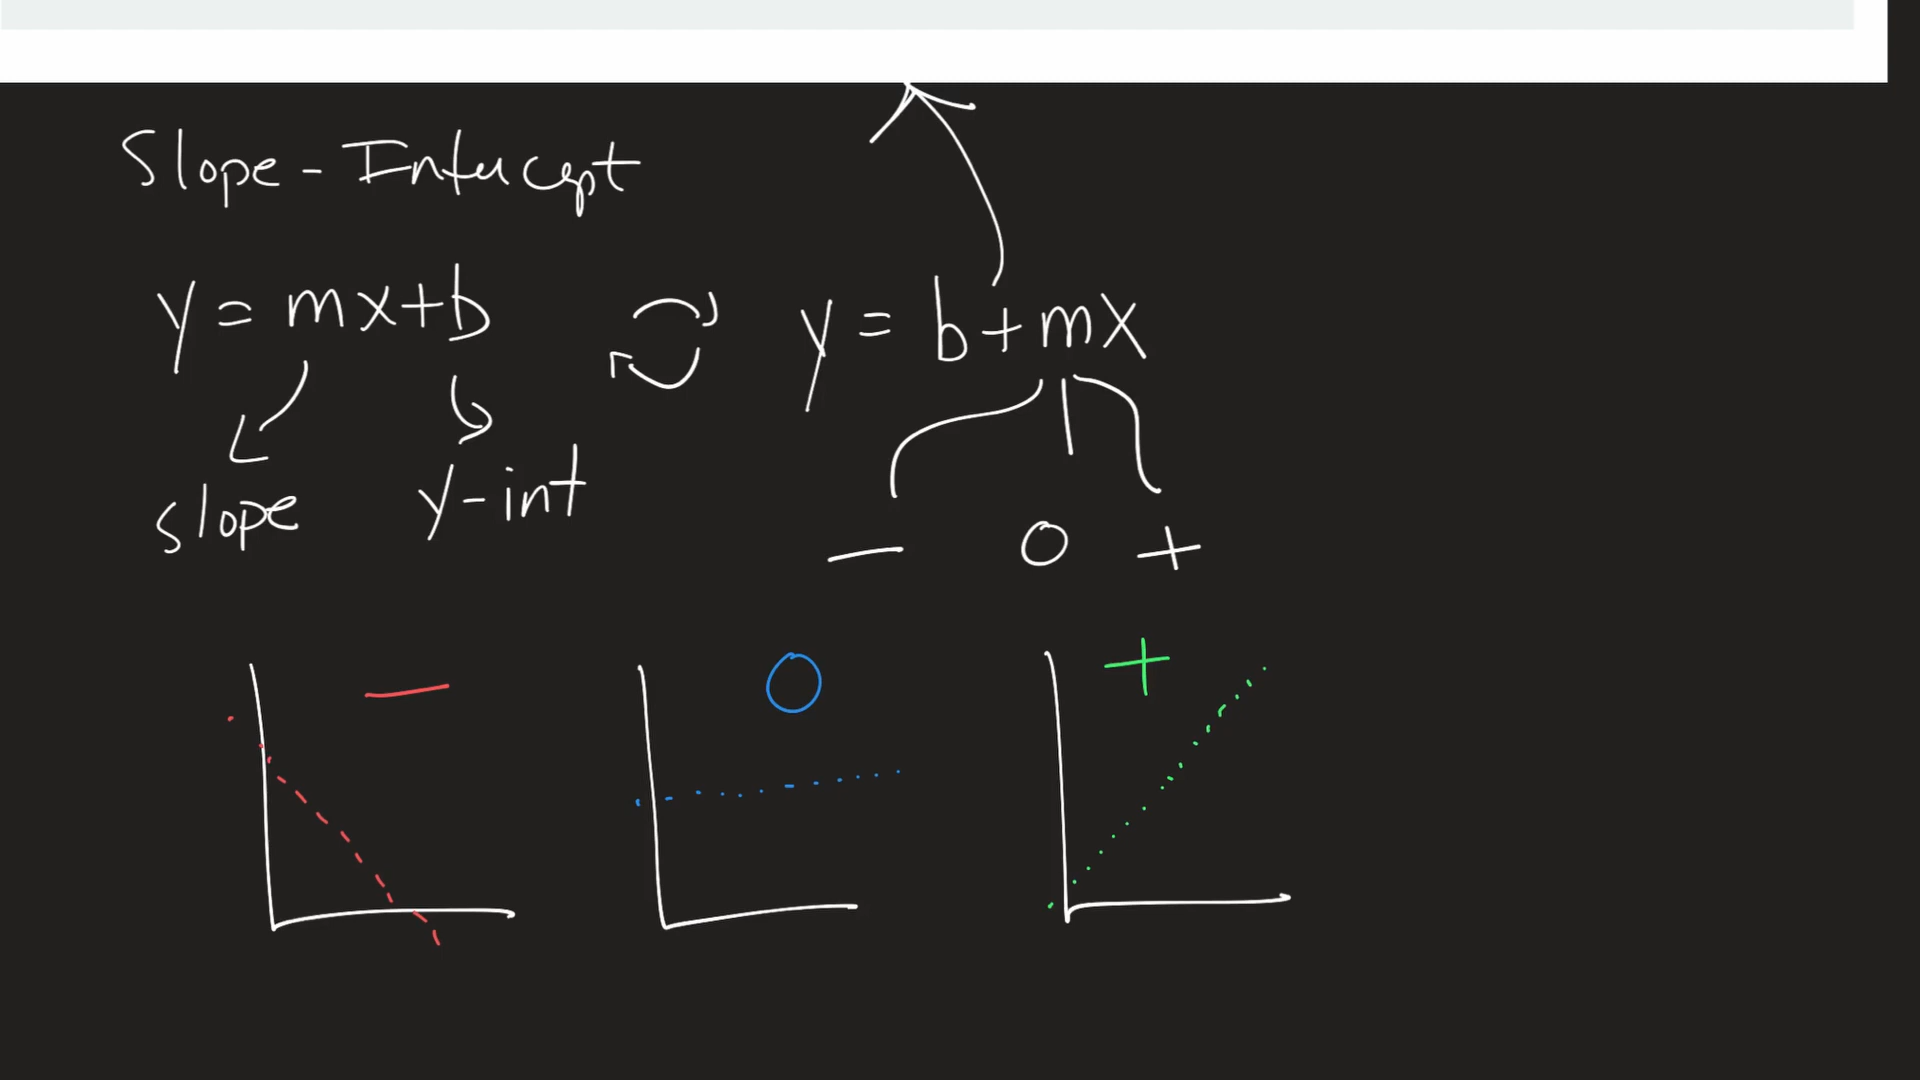 Slope - Intercept
y = mx+b
y = b+mx
slope
y-int
- 0 +
- 0 +